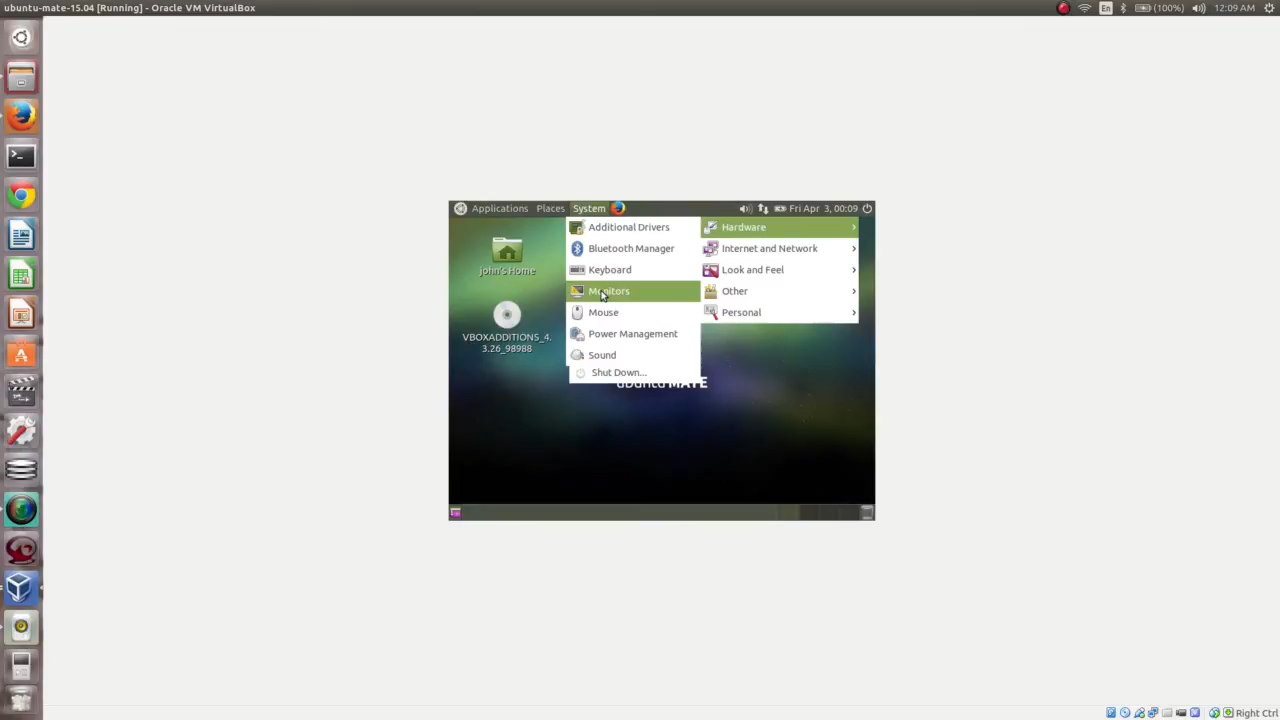 ubuntu-mate-15.04 [Running] - Oracle VM VirtualBox
En
(100%)
12:09 AM
Applications
Places
System
Fri Apr 3, 00:09
john's Home
VBOXADDITIONS_4.
3.26_98988
Additional Drivers
Bluetooth Manager
Keyboard
Monitors
Mouse
Power Management
Sound
Shut Down...
Hardware
Internet and Network
Look and Feel
Other
Personal
ubuntu MATE
Right Ctrl